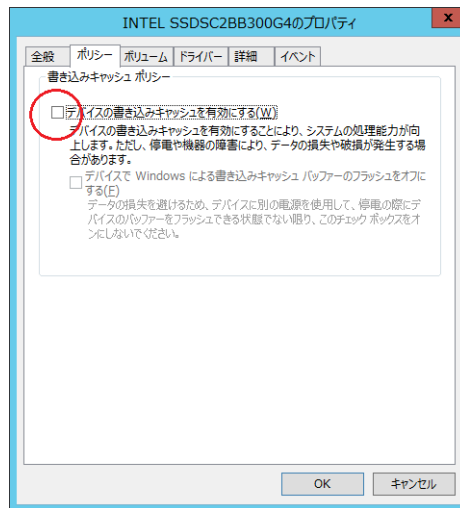 INTEL SSDSC2BB300G4のプロパティ
x
全般 ポリシー ボリューム ドライバー 詳細 イベント
書き込みキャッシュ ポリシー
デバイスの書き込みキャッシュを有効にする(W)
デバイスの書き込みキャッシュを有効にすることにより、システムの処理能力が向
上します。ただし、停電や機器の障害により、データの損失や破損が発生する場
合があります。
デバイスで Windows による書き込みキャッシュ バッファーのフラッシュをオフに
する(F)
データの損失を避けるため、デバイスに別の電源を使用して、停電の際にデ
バイスのバッファーをフラッシュできる状態でない限り、このチェック ボックスをオ
ンにしないでください。
OK キャンセル